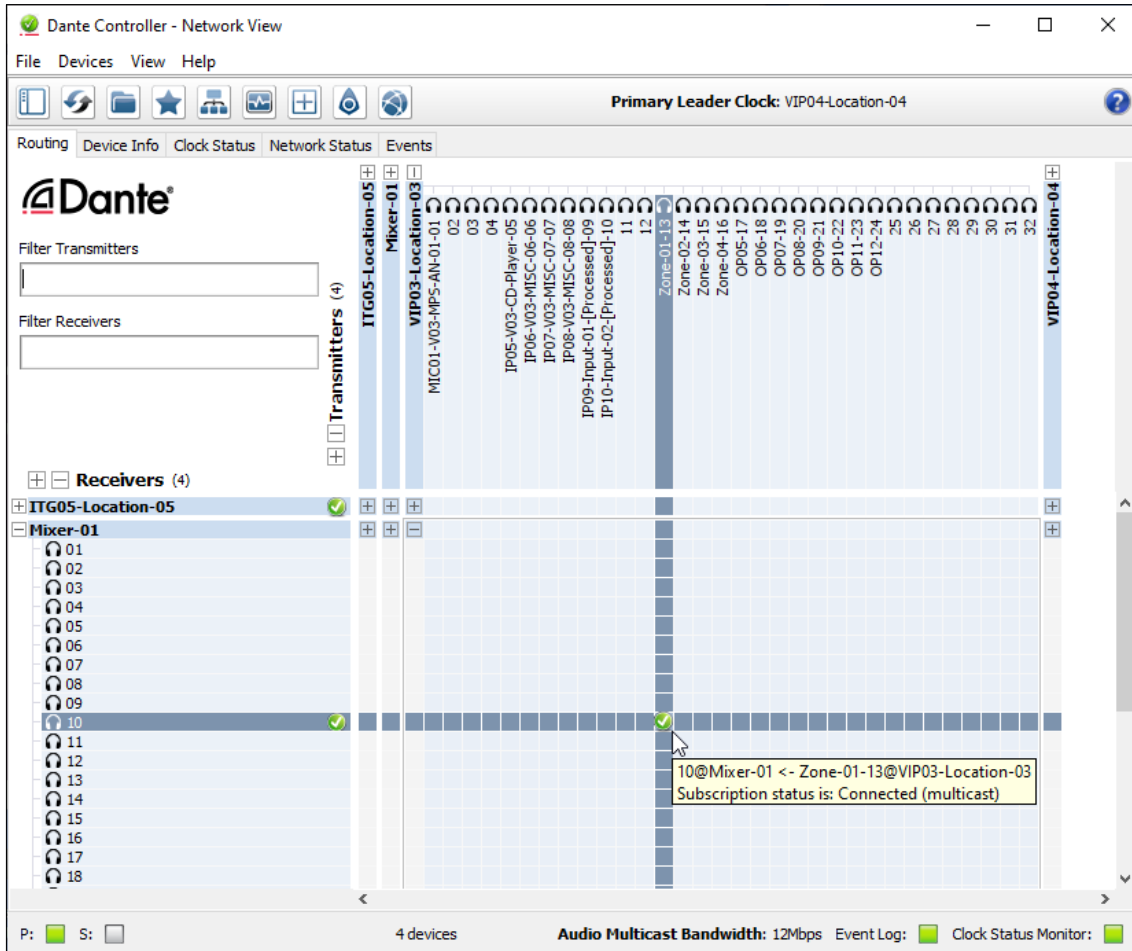 Dante Controller - Network View
File Devices View Help
Primary Leader Clock: VIP04-Location-04
?
Routing Device Info Clock Status Network Status Events
Dante®
Filter Transmitters
Filter Receivers
Transmitters (4)
ITG05-Location-05
Mixer-01
VIP03-Location-03
MIC01-V03-MPS-AN-01-01
02
03
04
IP05-V03-CD-Player-05
IP06-V03-MISC-06-06
IP07-V03-MISC-07-07
IP08-V03-MISC-08-08
IP09-Input-01-[Processed]-09
IP10-Input-02-[Processed]-10
11
12
Zone-01-13
Zone-02-14
Zone-03-15
Zone-04-16
OP05-17
OP06-18
OP07-19
OP08-20
OP09-21
OP10-22
OP11-23
OP12-24
25
26
27
28
29
30
31
32
VIP04-Location-04
Receivers (4)
ITG05-Location-05
Mixer-01
01
02
03
04
05
06
07
08
09
10
11
12
13
14
15
16
17
18
10@Mixer-01 <- Zone-01-13@VIP03-Location-03
Subscription status is: Connected (multicast)
P: S: 4 devices Audio Multicast Bandwidth: 12Mbps Event Log: Clock Status Monitor: